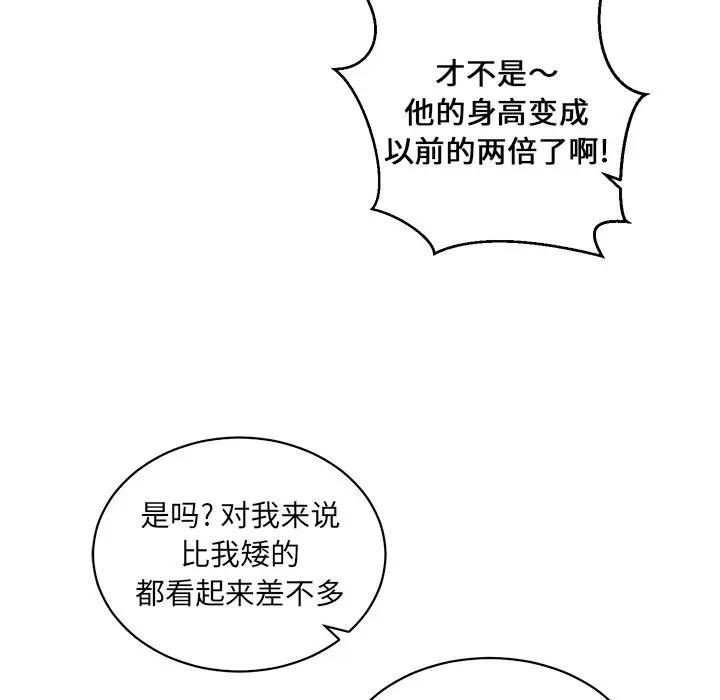 才不是～
他的身高变成
以前的两倍了啊!
是吗? 对我来说
比我矮的
都看起来差不多